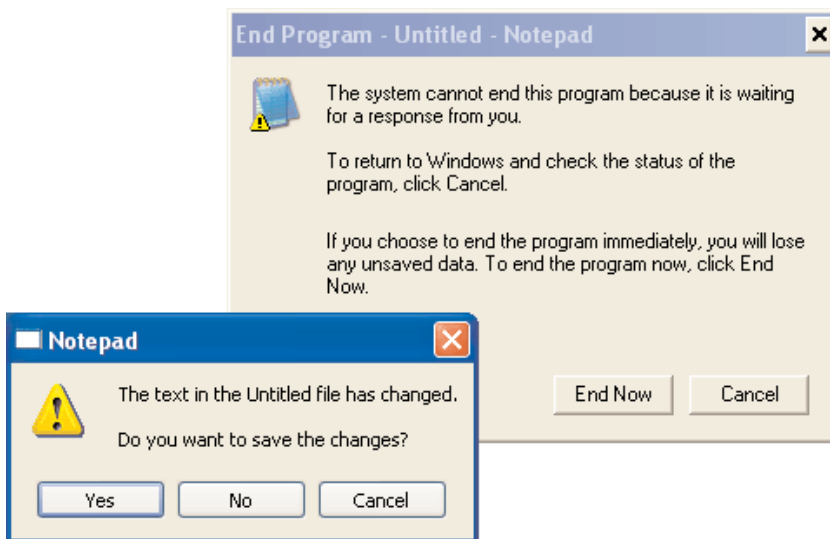 End Program - Untitled - Notepad
The system cannot end this program because it is waiting
for a response from you.
To return to Windows and check the status of the
program, click Cancel.
If you choose to end the program immediately, you will lose
any unsaved data. To end the program now, click End
Now.
End Now Cancel
Notepad
The text in the Untitled file has changed.
Do you want to save the changes?
Yes No Cancel